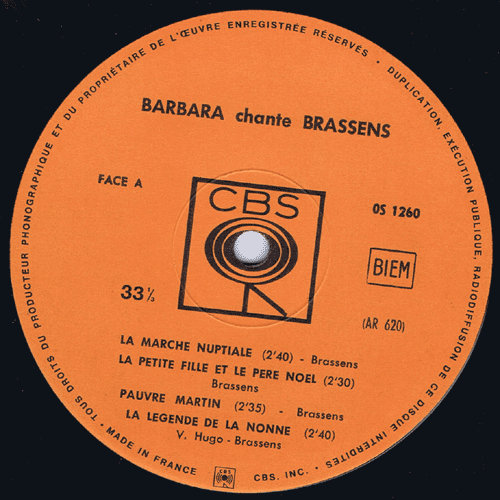 TOUS DROITS DU PRODUCTEUR PHONOGRAPHIQUE ET DU PROPRIÉTAIRE DE L'ŒUVRE ENREGISTRÉE RÉSERVÉS • DUPLICATION, EXÉCUTION PUBLIQUE, RADIODIFFUSION DE CE DISQUE INTERDITES •
BARBARA chante BRASSENS
FACE A
CBS
OS 1260
BIEM
33⅓
(AR 620)
LA MARCHE NUPTIALE (2'40) - Brassens
LA PETITE FILLE ET LE PERE NOEL (2'30)
Brassens
PAUVRE MARTIN (2'35) - Brassens
LA LEGENDE DE LA NONNE (2'40)
V. Hugo - Brassens
• MADE IN FRANCE CBS CBS. INC. •